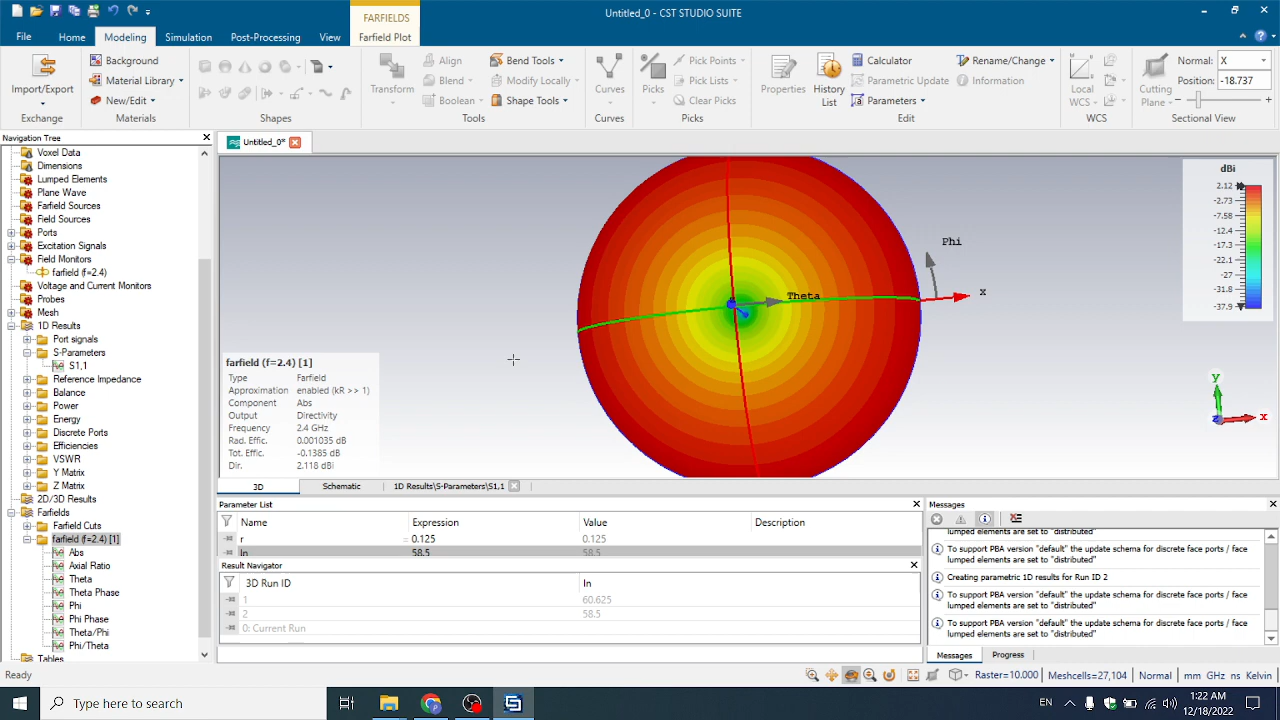 Untitled_0 - CST STUDIO SUITE
FARFIELDS
File Home Modeling Simulation Post-Processing View Farfield Plot
Import/Export
Exchange
Background
Material Library
New/Edit
Materials
Shapes
Transform
Align
Blend
Boolean
Bend Tools
Modify Locally
Shape Tools
Tools
Curves
Curves
Picks
Pick Points
Pick Lists
Clear Picks
Picks
Properties
History List
Calculator
Parametric Update
Parameters
Rename/Change
Information
Edit
Local WCS
WCS
Cutting Plane
Normal: X
Position: -18.737
Sectional View
Navigation Tree
Voxel Data
Dimensions
Lumped Elements
Plane Wave
Farfield Sources
Field Sources
Ports
Excitation Signals
Field Monitors
farfield (f=2.4)
Voltage and Current Monitors
Probes
Mesh
1D Results
Port signals
S-Parameters
S1,1
Reference Impedance
Balance
Power
Energy
Discrete Ports
Efficiencies
VSWR
Y Matrix
Z Matrix
2D/3D Results
Farfields
Farfield Cuts
farfield (f=2.4) [1]
Abs
Axial Ratio
Theta
Theta Phase
Phi
Phi Phase
Theta/Phi
Phi/Theta
Tables
Untitled_0*
Phi
Theta
x
y
x
z
dBi
2.12
-2.73
-7.58
-12.4
-17.3
-22.1
-27
-31.8
-37.9
farfield (f=2.4) [1]
Type Farfield
Approximation enabled (kR >> 1)
Component Abs
Output Directivity
Frequency 2.4 GHz
Rad. Effic. 0.001035 dB
Tot. Effic. -0.1385 dB
Dir. 2.118 dBi
3D Schematic 1D Results\S-Parameters\S1,1
Parameter List
Name Expression Value Description
r = 0.125 0.125
ln 58.5 58.5
Result Navigator
3D Run ID ln
1 60.625
2 58.5
0: Current Run
Messages
lumped elements are set to "distributed"
To support PBA version "default" the update schema for discrete face ports / face
lumped elements are set to "distributed"
Creating parametric 1D results for Run ID 2
To support PBA version "default" the update schema for discrete face ports / face
lumped elements are set to "distributed"
To support PBA version "default" the update schema for discrete face ports / face
lumped elements are set to "distributed"
Messages Progress
Ready
Raster=10.000 Meshcells=27,104 Normal mm GHz ns Kelvin
Type here to search
EN
1:22 AM
12/18/2022